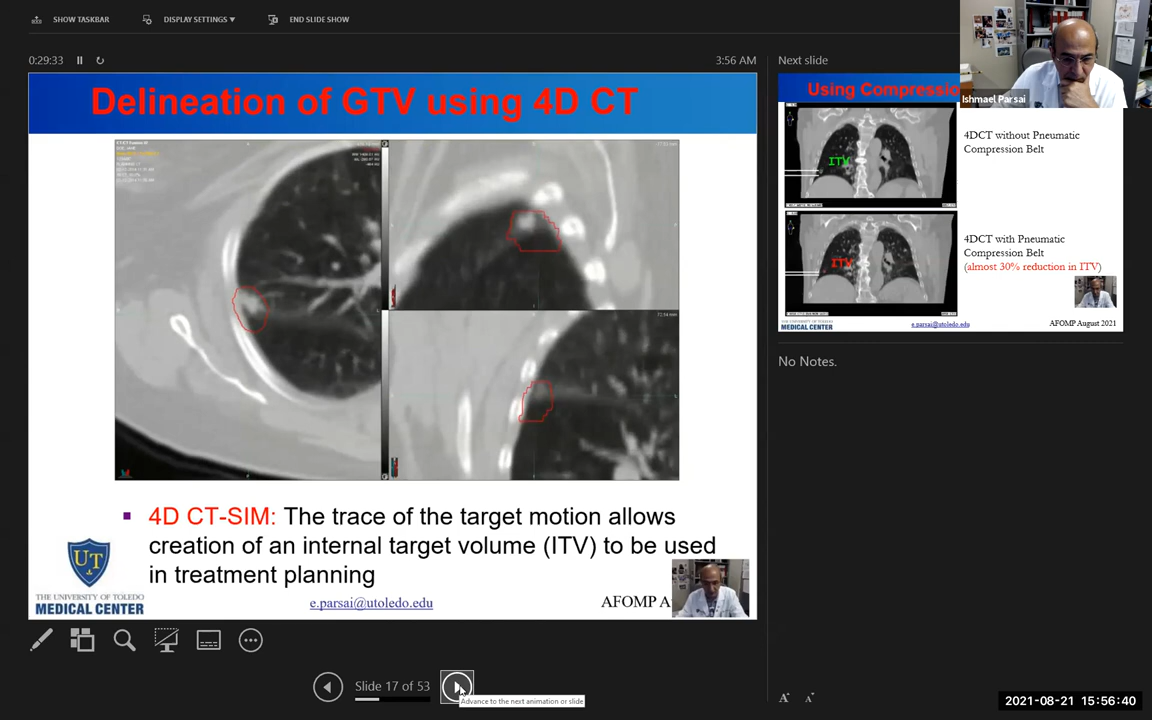 SHOW TASKBAR
DISPLAY SETTINGS ▼
END SLIDE SHOW
0:29:33
3:56 AM
Delineation of GTV using 4D CT
4D CT-SIM: The trace of the target motion allows
creation of an internal target volume (ITV) to be used
in treatment planning
UT
THE UNIVERSITY OF TOLEDO
MEDICAL CENTER
e.parsai@utoledo.edu
AFOMP A
Slide 17 of 53
Advance to the next animation or slide
Next slide
Ishmael Parsai
Using Compressio
ITV
4DCT without Pneumatic
Compression Belt
ITV
4DCT with Pneumatic
Compression Belt
(almost 30% reduction in ITV)
THE UNIVERSITY OF TOLEDO
MEDICAL CENTER
e.parsai@utoledo.edu
AFOMP August 2021
No Notes.
A A
2021-08-21 15:56:40